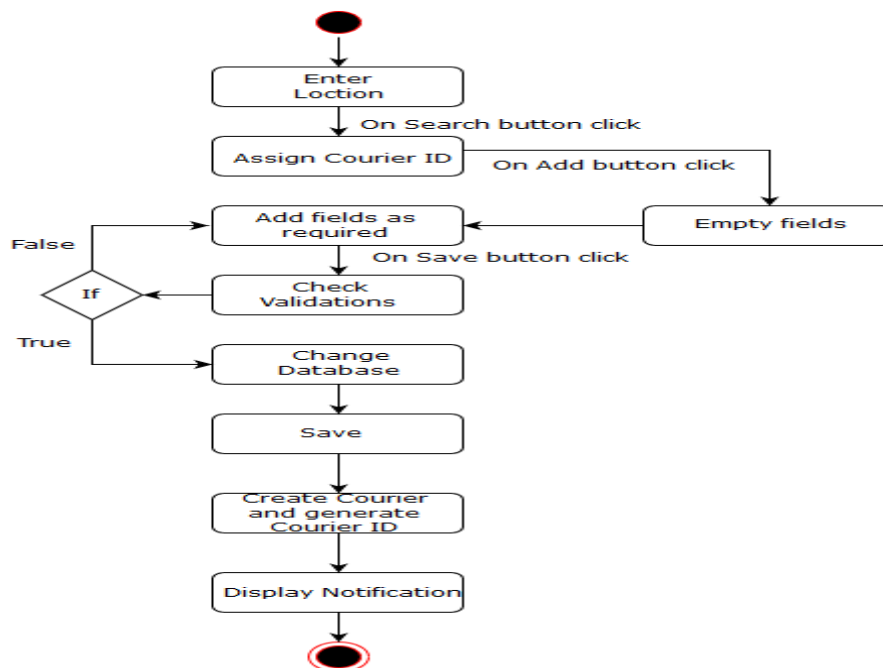 Enter
Loction
On Search button click
Assign Courier ID
On Add button click
Add fields as
required
Empty fields
False
On Save button click
If
Check
Validations
True
Change
Database
Save
Create Courier
and generate
Courier ID
Display Notification